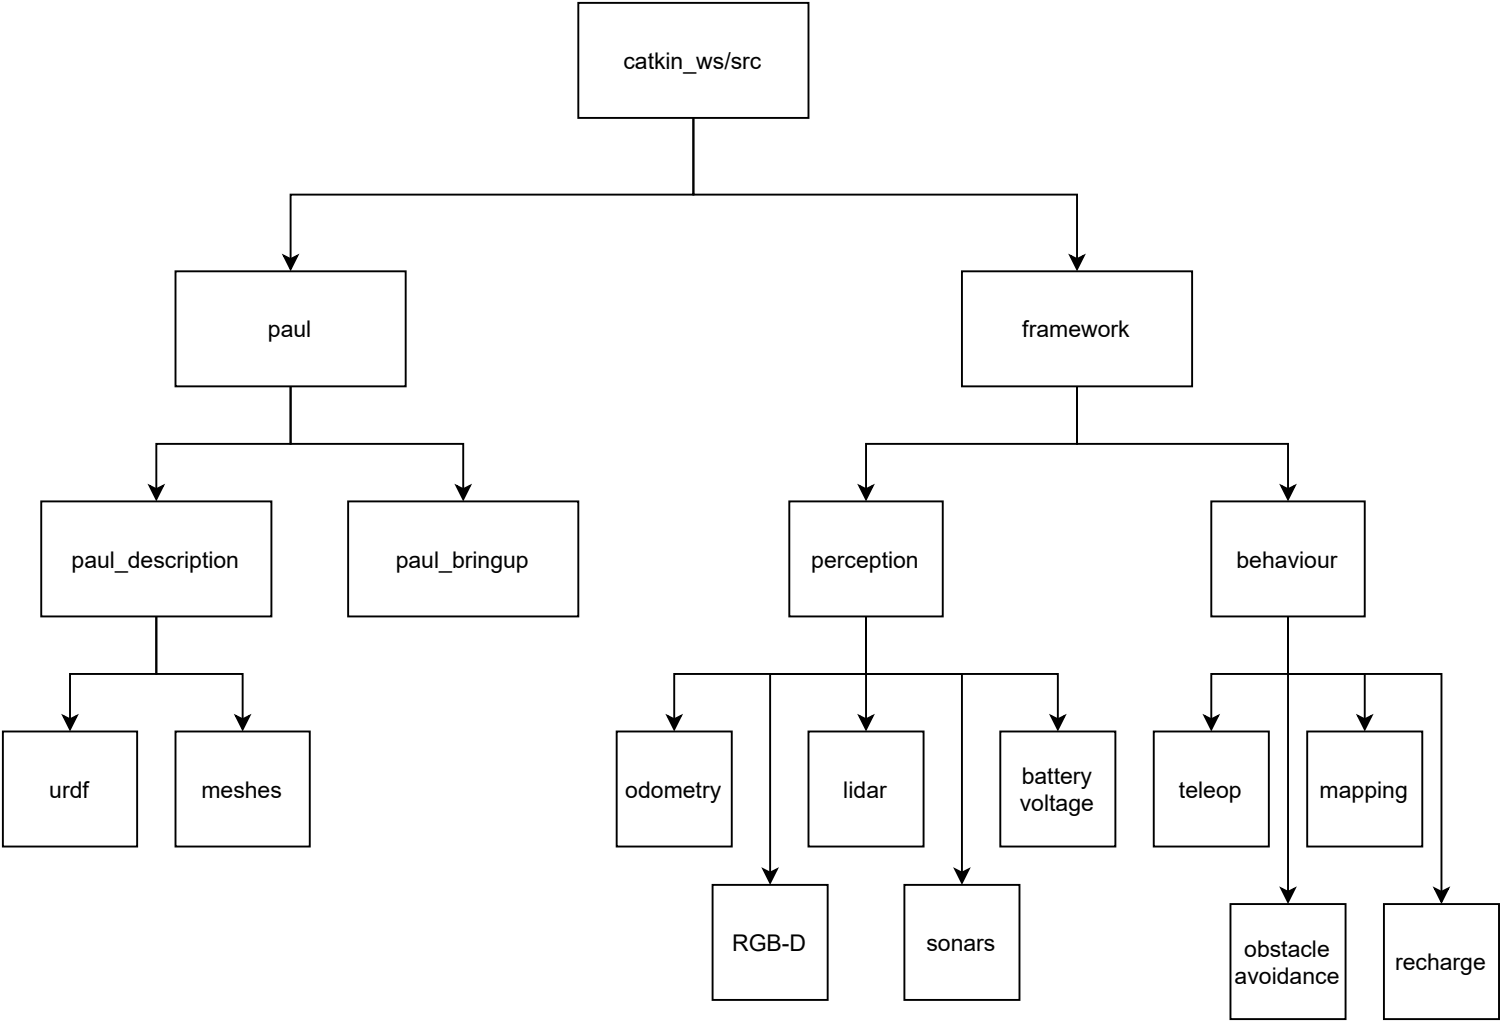 catkin_ws/src
paul
framework
paul_description
paul_bringup
perception
behaviour
urdf
meshes
odometry
lidar
battery
voltage
teleop
mapping
RGB-D
sonars
obstacle
avoidance
recharge